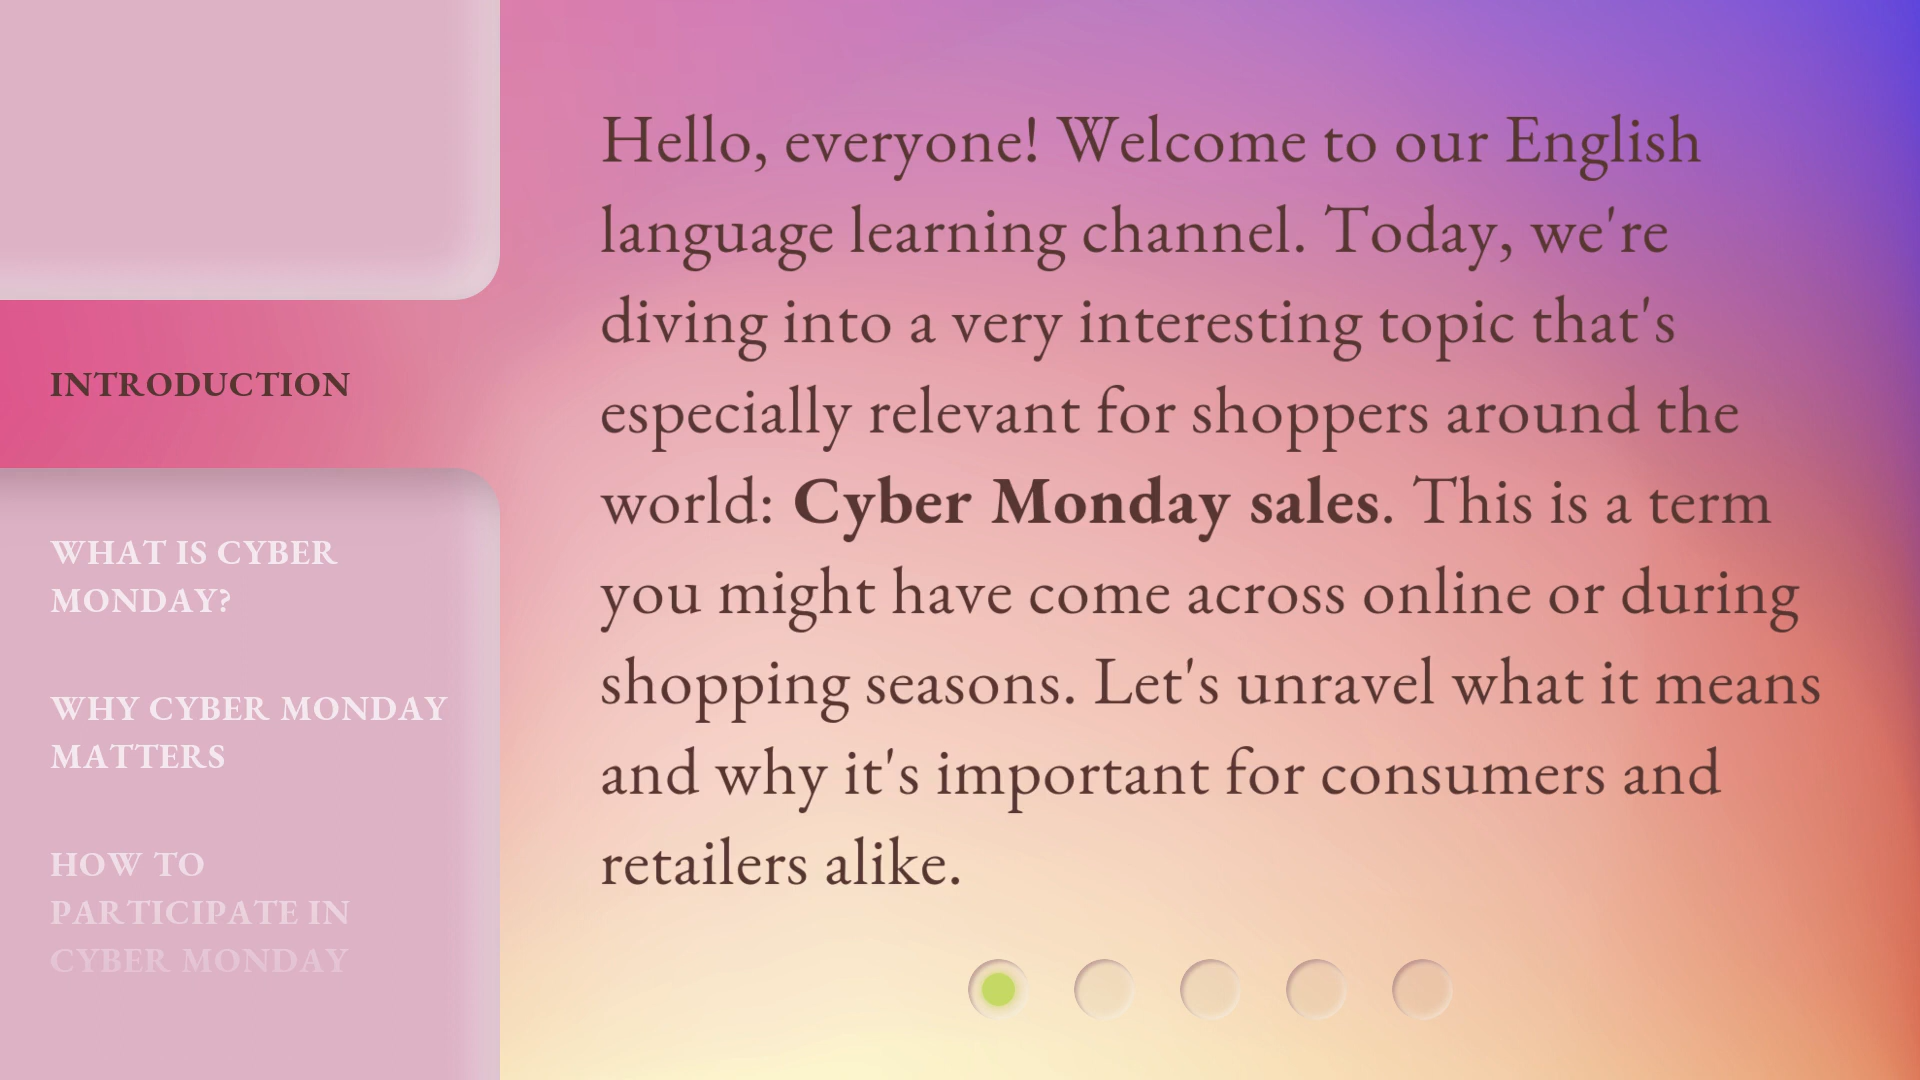 INTRODUCTION
WHAT IS CYBER
MONDAY?
WHY CYBER MONDAY
MATTERS
HOW TO
PARTICIPATE IN
CYBER MONDAY
Hello, everyone! Welcome to our English
language learning channel. Today, we're
diving into a very interesting topic that's
especially relevant for shoppers around the
world: Cyber Monday sales. This is a term
you might have come across online or during
shopping seasons. Let's unravel what it means
and why it's important for consumers and
retailers alike.